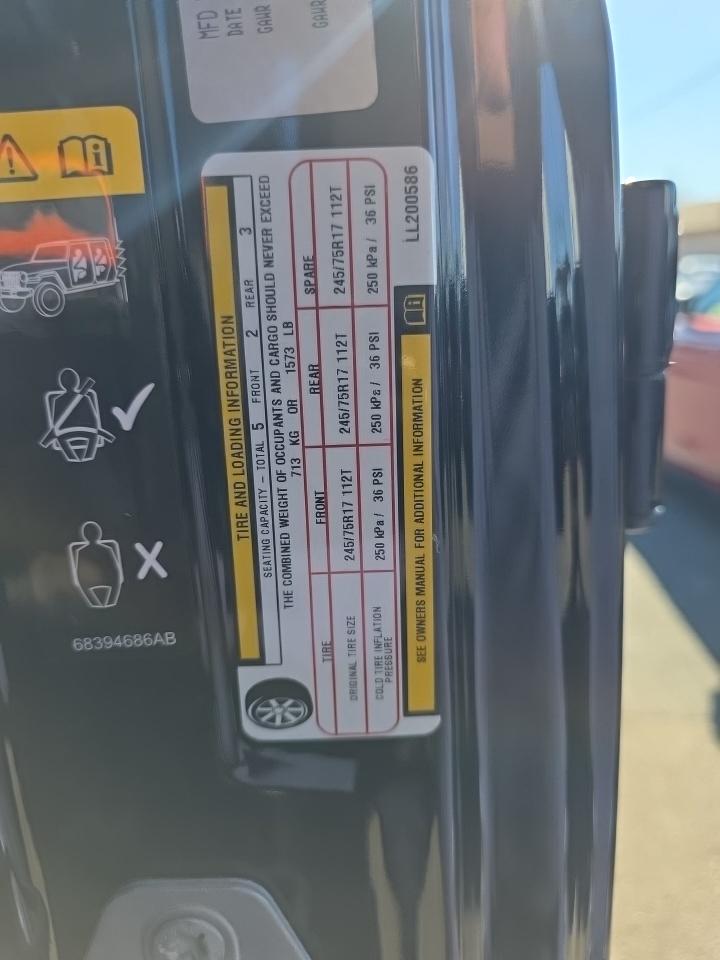 MFD
DATE
GAWR
GAWR
TIRE AND LOADING INFORMATION
SEATING CAPACITY – TOTAL 5 FRONT 2 REAR 3
THE COMBINED WEIGHT OF OCCUPANTS AND CARGO SHOULD NEVER EXCEED
713 KG OR 1573 LB
TIRE FRONT REAR SPARE
ORIGINAL TIRE SIZE 245/75R17 112T 245/75R17 112T 245/75R17 112T
COLD TIRE INFLATION PRESSURE 250 kPa / 36 PSI 250 kPa / 36 PSI 250 kPa / 36 PSI
SEE OWNERS MANUAL FOR ADDITIONAL INFORMATION
LL200586
68394686AB